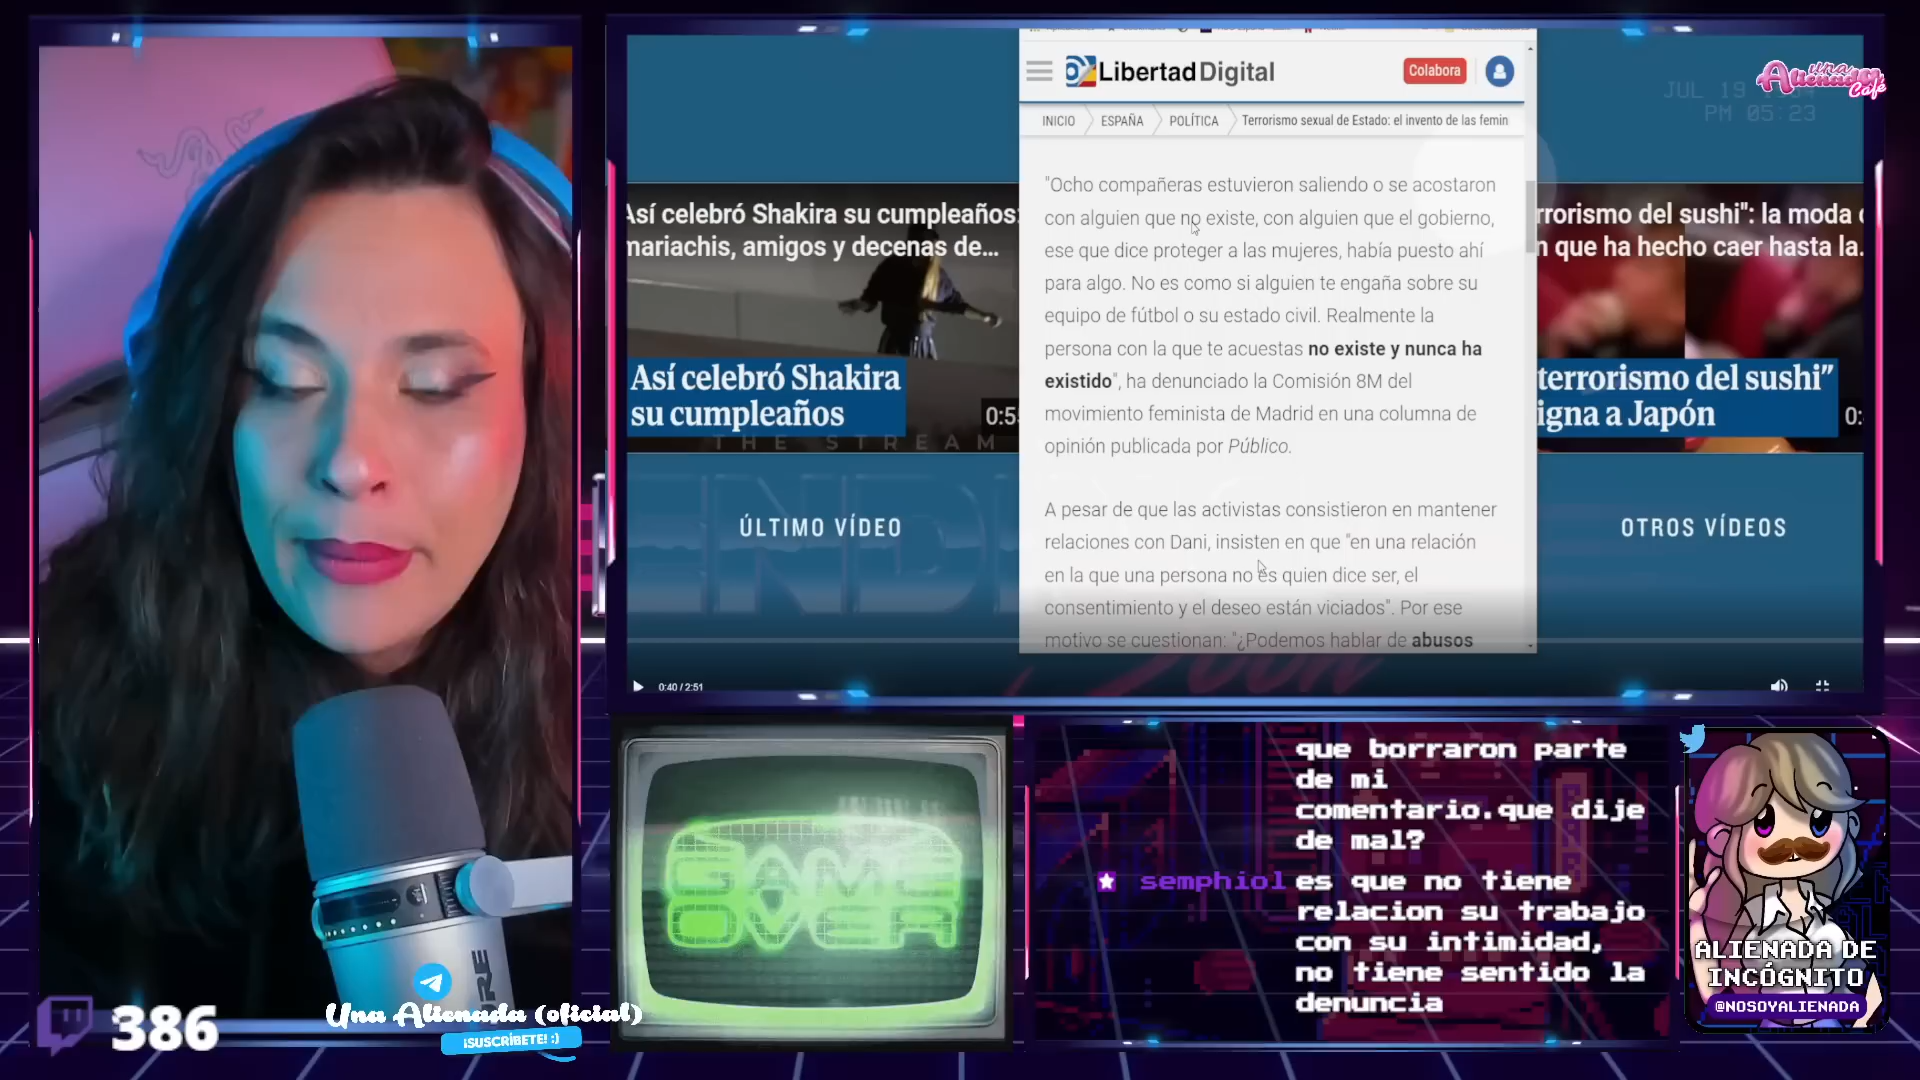 LibertadDigital
Colabora
INICIO
ESPAÑA
POLÍTICA
Terrorismo sexual de Estado: el invento de las femin
"Ocho compañeras estuvieron saliendo o se acostaron
con alguien que no existe, con alguien que el gobierno,
ese que dice proteger a las mujeres, había puesto ahí
para algo. No es como si alguien te engaña sobre su
equipo de fútbol o su estado civil. Realmente la
persona con la que te acuestas no existe y nunca ha
existido", ha denunciado la Comisión 8M del
movimiento feminista de Madrid en una columna de
opinión publicada por Público.
A pesar de que las activistas consistieron en mantener
relaciones con Dani, insisten en que "en una relación
en la que una persona no es quien dice ser, el
consentimiento y el deseo están viciados". Por ese
motivo se cuestionan: "¿Podemos hablar de abusos
Así celebró Shakira su cumpleaños:
mariachis, amigos y decenas de...
Así celebró Shakira
su cumpleaños
0:5
THE STREAM
ÚLTIMO VÍDEO
rrorismo del sushi": la moda
n que ha hecho caer hasta la.
terrorismo del sushi"
igna a Japón
0:
OTROS VÍDEOS
0:40 / 2:51
Una Alienada Café
JUL 19
PM 05:23
GAME
OVER
que borraron parte
de mi
comentario.que dije
de mal?
semphiol es que no tiene
relacion su trabajo
con su intimidad,
no tiene sentido la
denuncia
ALIENADA DE
INCÓGNITO
@NOSOYALIENADA
386
Una Alienada (oficial)
¡SUSCRÍBETE! :)